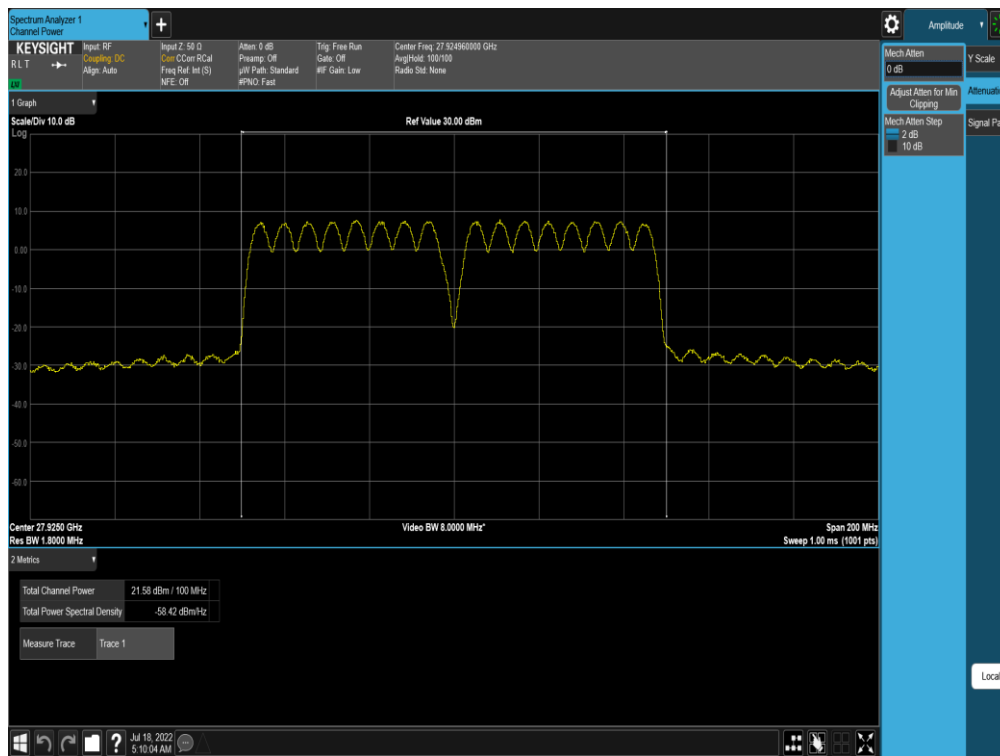 Spectrum Analyzer 1
Channel Power
+
Amplitude
KEYSIGHT
RLT
Input: RF
Coupling: DC
Align: Auto
Input Z: 50 Ω
Corr CCorr RCal
Freq Ref: Int (S)
NFE: Off
Atten: 0 dB
Preamp: Off
µW Path: Standard
#PNO: Fast
Trig: Free Run
Gate: Off
#IF Gain: Low
Center Freq: 27.924960000 GHz
Avg|Hold: 100/100
Radio Std: None
Mech Atten
0 dB
Adjust Atten for Min
Clipping
Mech Atten Step
2 dB
10 dB
Y Scale
Attenuatio
Signal Pa
1 Graph
Scale/Div 10.0 dB
Ref Value 30.00 dBm
Log
20.0
10.0
0.00
-10.0
-20.0
-30.0
-40.0
-50.0
-60.0
Center 27.9250 GHz
Video BW 8.0000 MHz*
Span 200 MHz
Res BW 1.8000 MHz
Sweep 1.00 ms (1001 pts)
2 Metrics
Total Channel Power 21.58 dBm / 100 MHz
Total Power Spectral Density -58.42 dBm/Hz
Measure Trace Trace 1
Local
?
Jul 18, 2022
5:10:04 AM